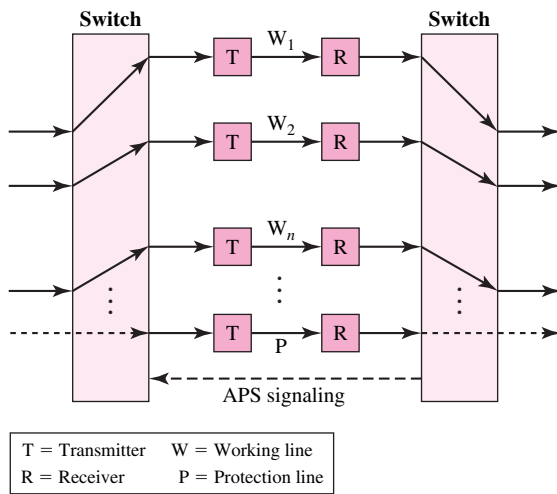 Switch Switch
W1
T R
W2
T R
Wn
T R
T R
P
APS signaling
T = Transmitter W = Working line
R = Receiver P = Protection line